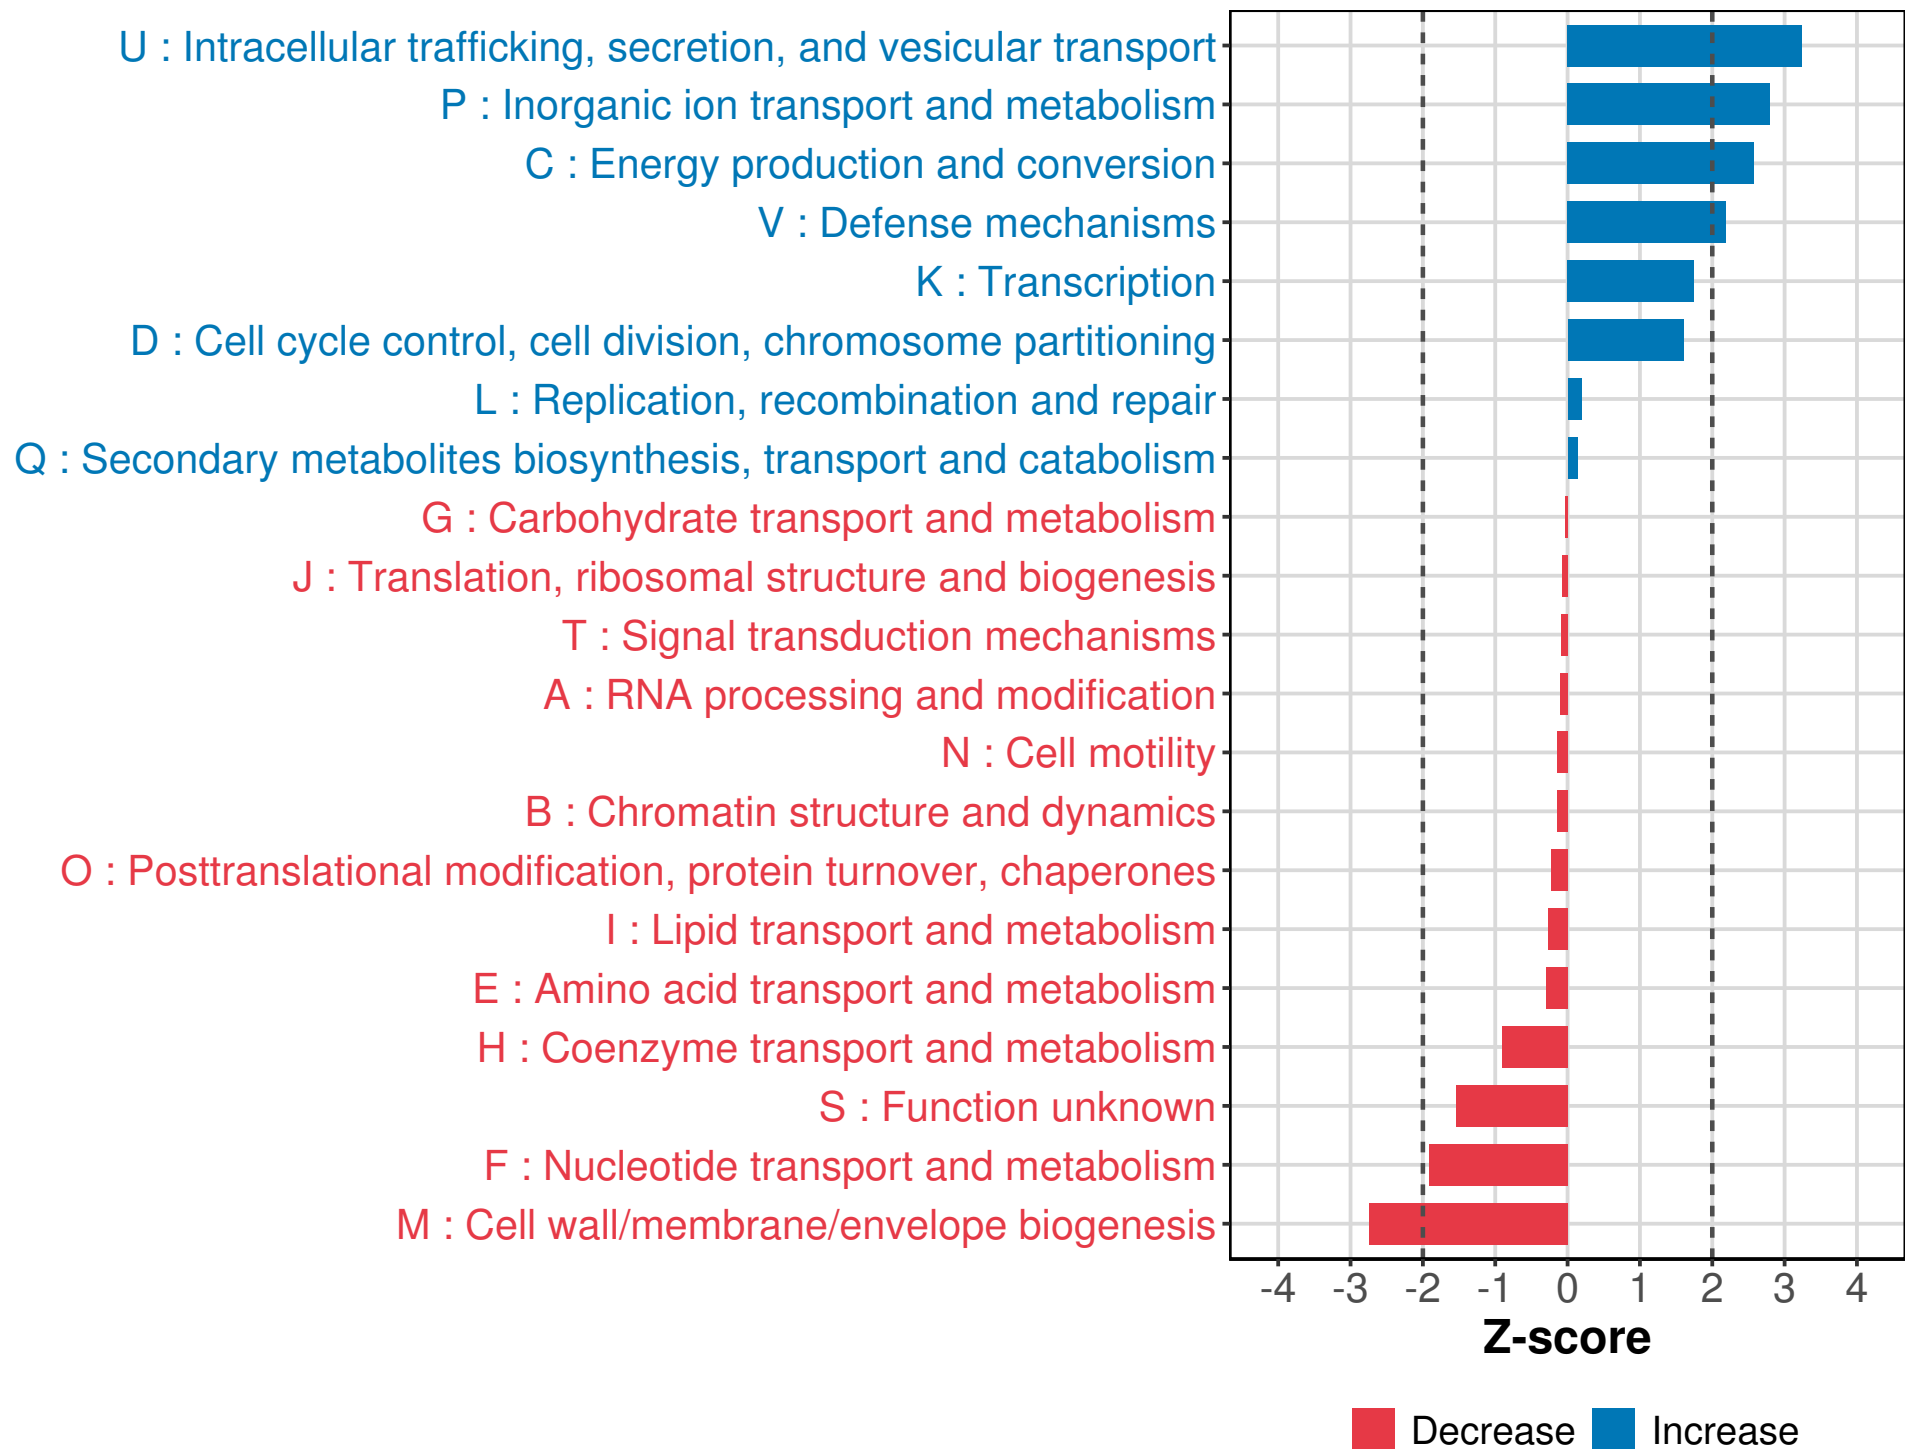 U : Intracellular trafficking, secretion, and vesicular transport
P : Inorganic ion transport and metabolism
C : Energy production and conversion
V : Defense mechanisms
K : Transcription
D : Cell cycle control, cell division, chromosome partitioning
L : Replication, recombination and repair
Q : Secondary metabolites biosynthesis, transport and catabolism
G : Carbohydrate transport and metabolism
J : Translation, ribosomal structure and biogenesis
T : Signal transduction mechanisms
A : RNA processing and modification
N : Cell motility
B : Chromatin structure and dynamics
O : Posttranslational modification, protein turnover, chaperones
I : Lipid transport and metabolism
E : Amino acid transport and metabolism
H : Coenzyme transport and metabolism
S : Function unknown
F : Nucleotide transport and metabolism
M : Cell wall/membrane/envelope biogenesis
-4 -3 -2 -1 0 1 2 3 4
Z-score
Decrease Increase